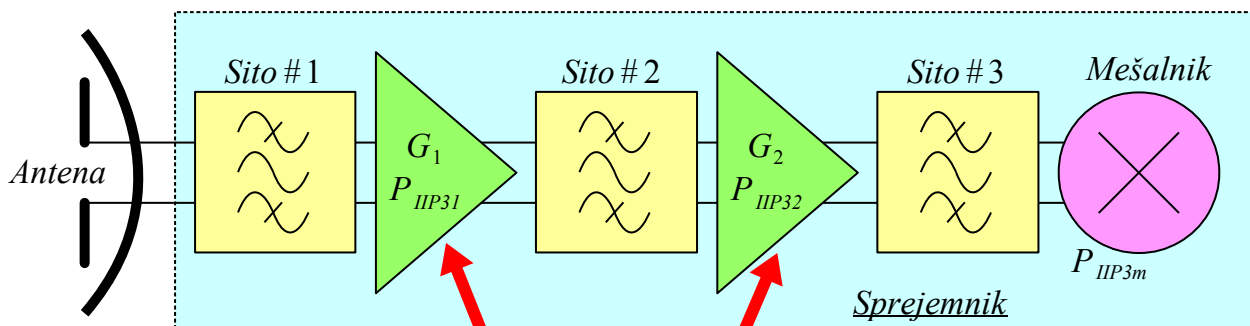 Sito # 1
Sito # 2
Sito # 3
Mešalnik
Antena
G1
PIIP31
G2
PIIP32
PIIP3m
Sprejemnik